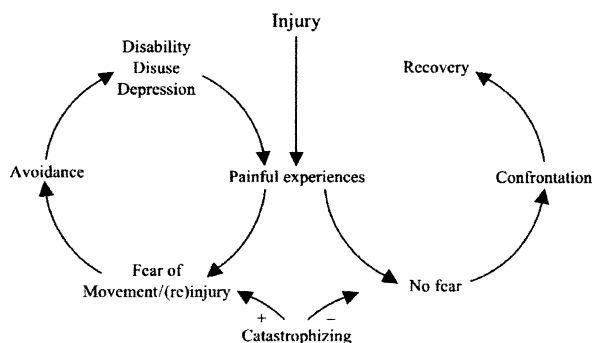 Injury
Disability
Disuse
Depression
Recovery
Avoidance
Painful experiences
Confrontation
Fear of
Movement/(re)injury
No fear
+
−
Catastrophizing